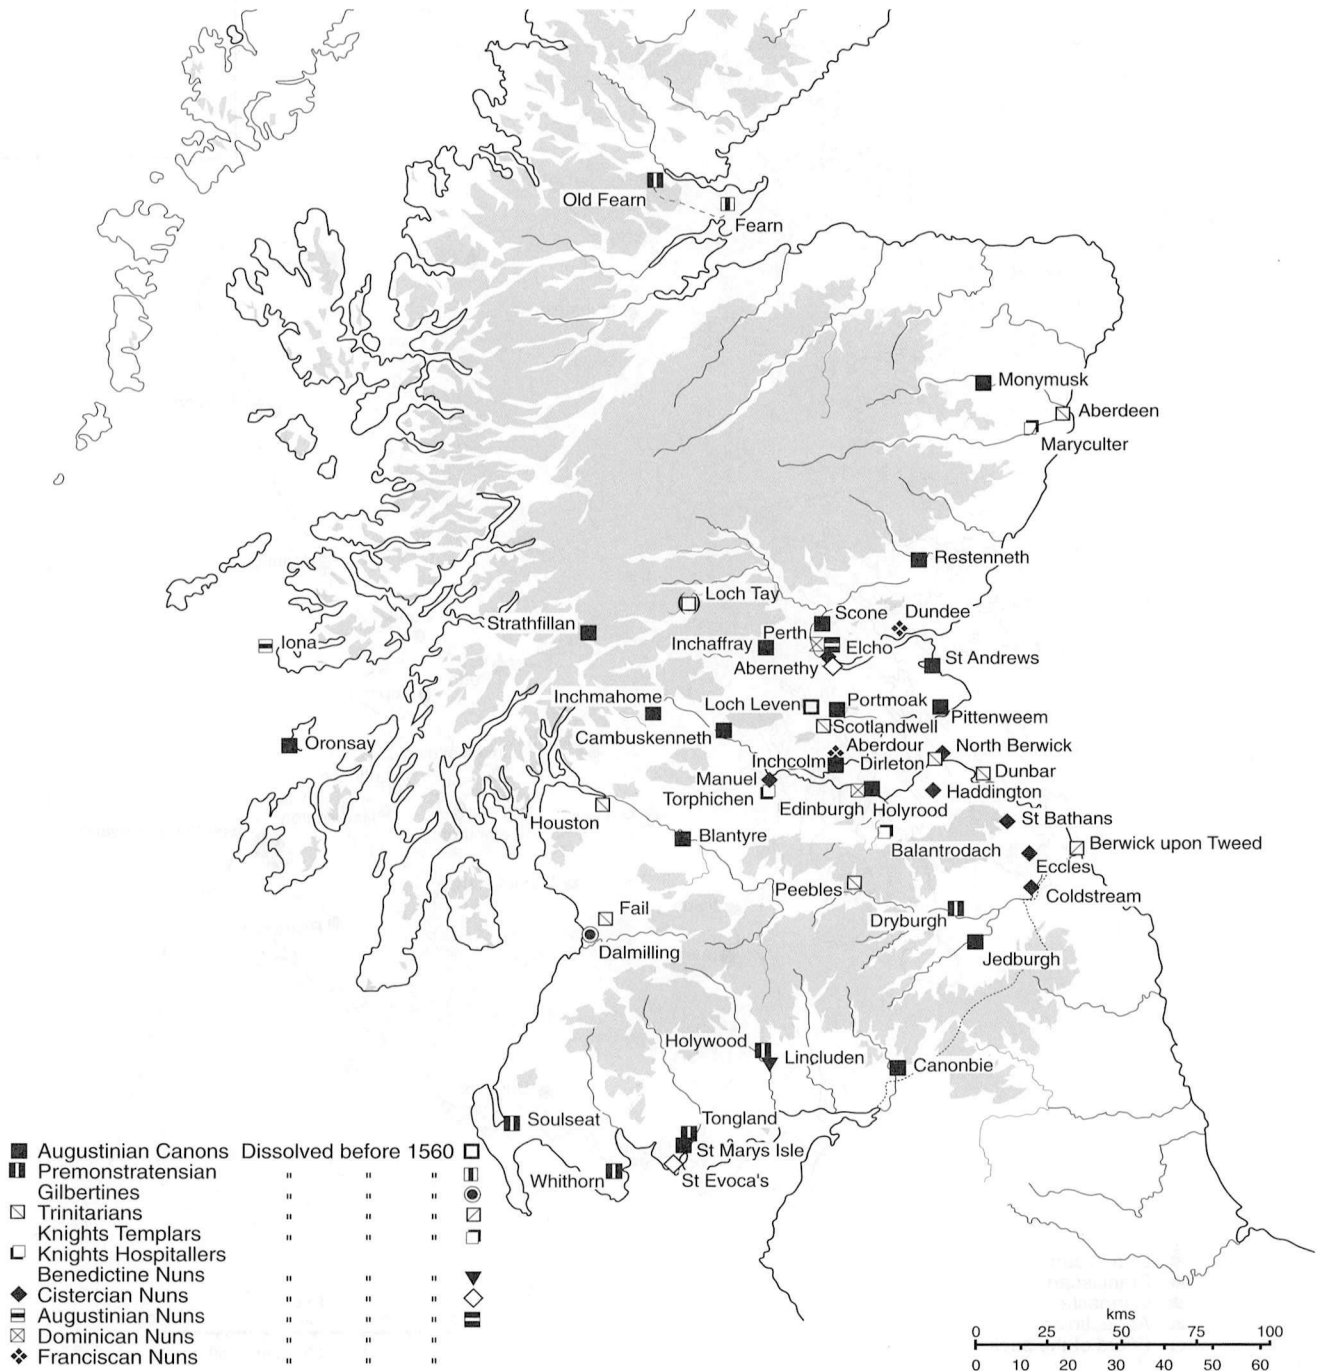 Old Fearn
Fearn
Monymusk
Aberdeen
Maryculter
Restenneth
Loch Tay
Scone
Dundee
Strathfillan
Perth
Inchaffray
Elcho
Iona
Abernethy
St Andrews
Inchmahome
Loch Leven
Portmoak
Pittenweem
Scotlandwell
Cambuskenneth
Oronsay
Aberdour
North Berwick
Inchcolm
Dirleton
Dunbar
Manuel
Haddington
Torphichen
Edinburgh
Holyrood
St Bathans
Houston
Blantyre
Balantrodach
Berwick upon Tweed
Eccles
Peebles
Coldstream
Fail
Dryburgh
Dalmilling
Jedburgh
Holywood
Lincluden
Canonbie
Soulseat
Tongland
St Marys Isle
Whithorn
St Evoca's
Augustinian Canons Dissolved before 1560
Premonstratensian " " "
Gilbertines " " "
Trinitarians " " "
Knights Templars " " "
Knights Hospitallers
Benedictine Nuns " " "
Cistercian Nuns " " "
Augustinian Nuns " " "
Dominican Nuns " " "
Franciscan Nuns " " "
kms
0 25 50 75 100
0 10 20 30 40 50 60